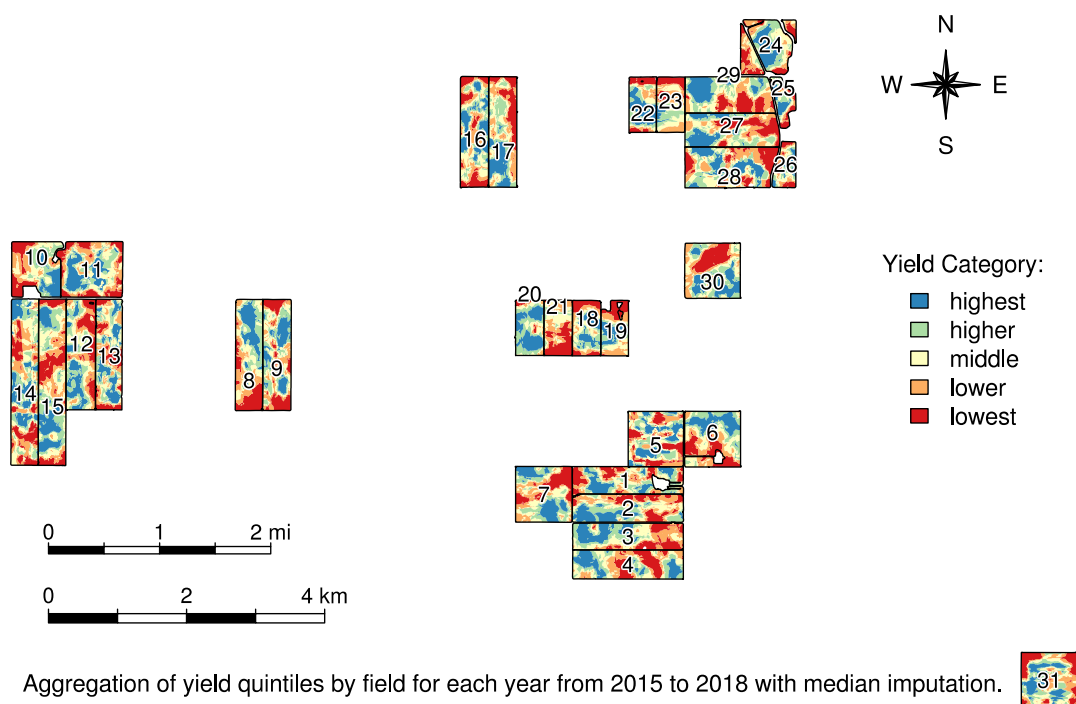 N
W E
S
24
29
25
22 23
16 17
27
28 26
10
11
30
20
21 18 19
12 13
14 15
8 9
5 6
1
7
2
3
4
31
Yield Category:
highest
higher
middle
lower
lowest
0 1 2 mi
0 2 4 km
Aggregation of yield quintiles by field for each year from 2015 to 2018 with median imputation.